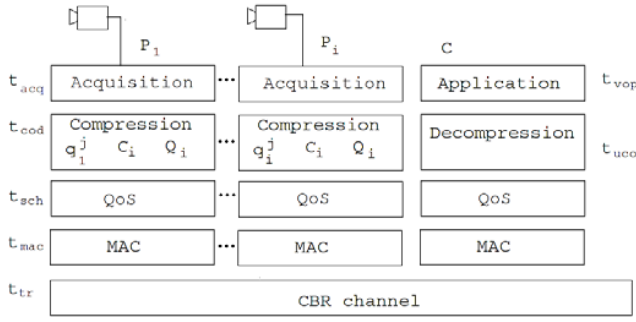 P1 Pi C
tacq Acquisition ... Acquisition Application tvop
tcod Compression ... Compression Decompression tuco
q1j Ci Qi qij Ci Qi
tsch QoS ... QoS QoS
tmac MAC ... MAC MAC
ttr CBR channel